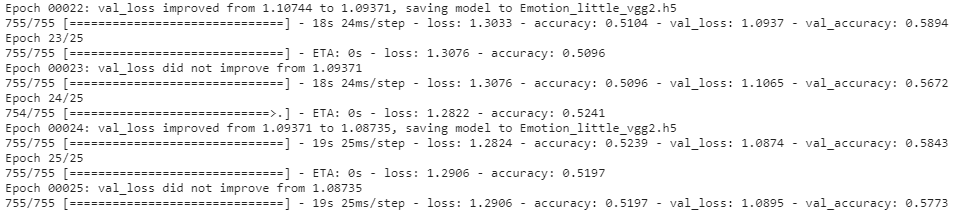 Epoch 00022: val_loss improved from 1.10744 to 1.09371, saving model to Emotion_little_vgg2.h5
755/755 [==============================] - 18s 24ms/step - loss: 1.3033 - accuracy: 0.5104 - val_loss: 1.0937 - val_accuracy: 0.5894
Epoch 23/25
755/755 [==============================] - ETA: 0s - loss: 1.3076 - accuracy: 0.5096
Epoch 00023: val_loss did not improve from 1.09371
755/755 [==============================] - 18s 24ms/step - loss: 1.3076 - accuracy: 0.5096 - val_loss: 1.1065 - val_accuracy: 0.5672
Epoch 24/25
754/755 [============================>.] - ETA: 0s - loss: 1.2822 - accuracy: 0.5241
Epoch 00024: val_loss improved from 1.09371 to 1.08735, saving model to Emotion_little_vgg2.h5
755/755 [==============================] - 19s 25ms/step - loss: 1.2824 - accuracy: 0.5239 - val_loss: 1.0874 - val_accuracy: 0.5843
Epoch 25/25
755/755 [==============================] - ETA: 0s - loss: 1.2906 - accuracy: 0.5197
Epoch 00025: val_loss did not improve from 1.08735
755/755 [==============================] - 19s 25ms/step - loss: 1.2906 - accuracy: 0.5197 - val_loss: 1.0895 - val_accuracy: 0.5773